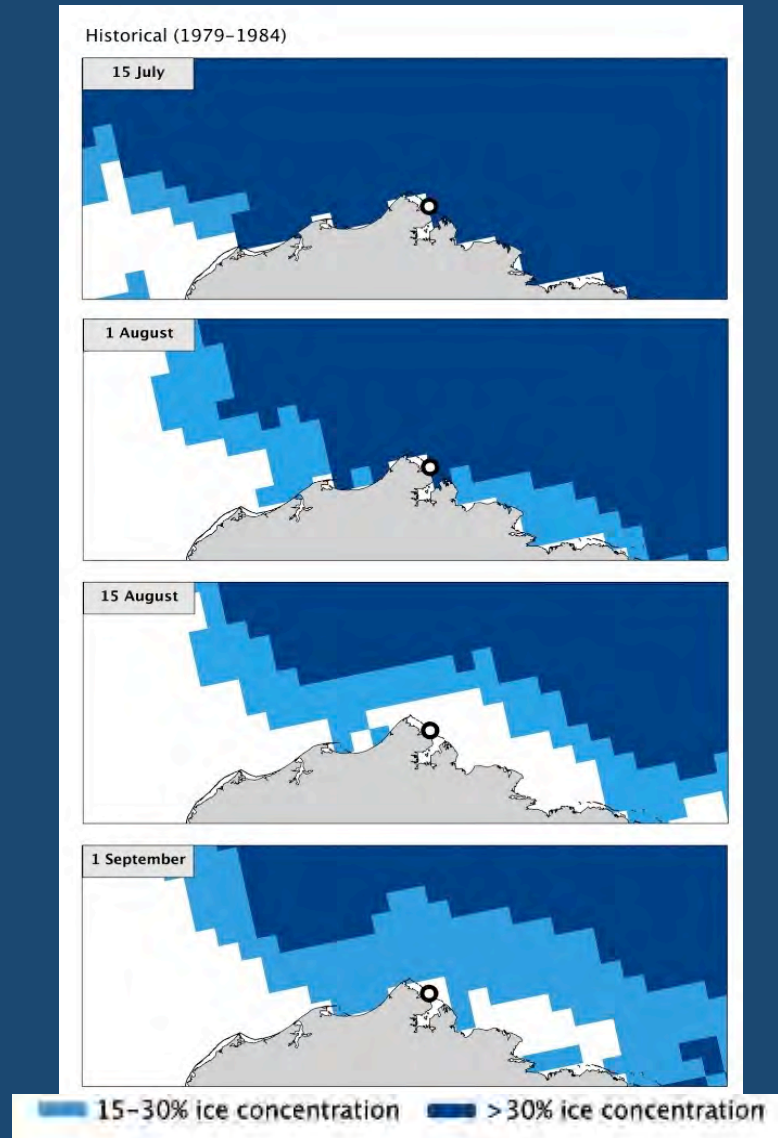 Historical (1979–1984)
15 July
1 August
15 August
1 September
15–30% ice concentration >30% ice concentration